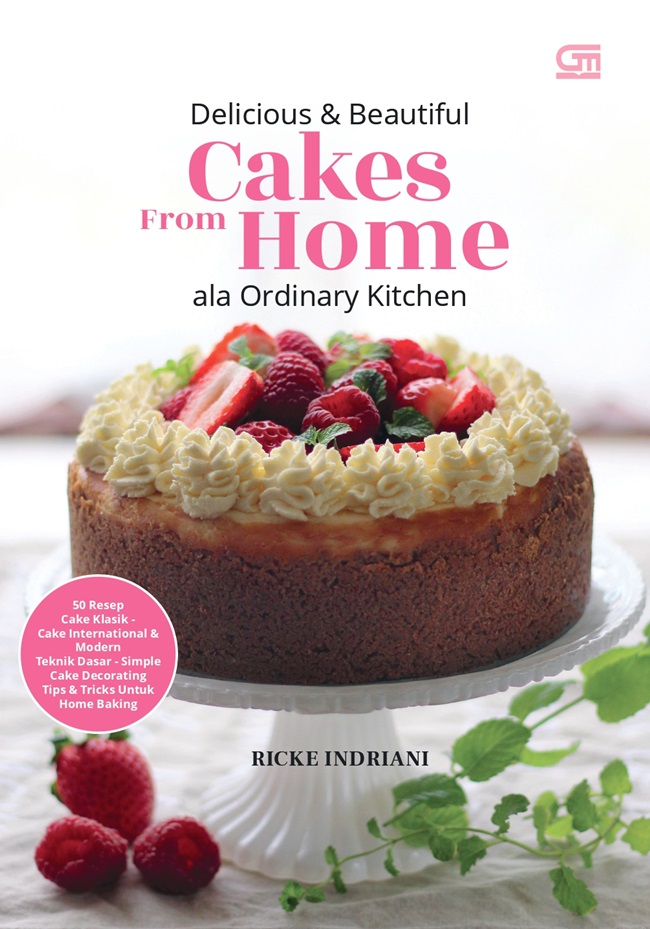 GM
Delicious & Beautiful
Cakes
From Home
ala Ordinary Kitchen
50 Resep
Cake Klasik -
Cake International &
Modern
Teknik Dasar - Simple
Cake Decorating
Tips & Tricks Untuk
Home Baking
RICKE INDRIANI